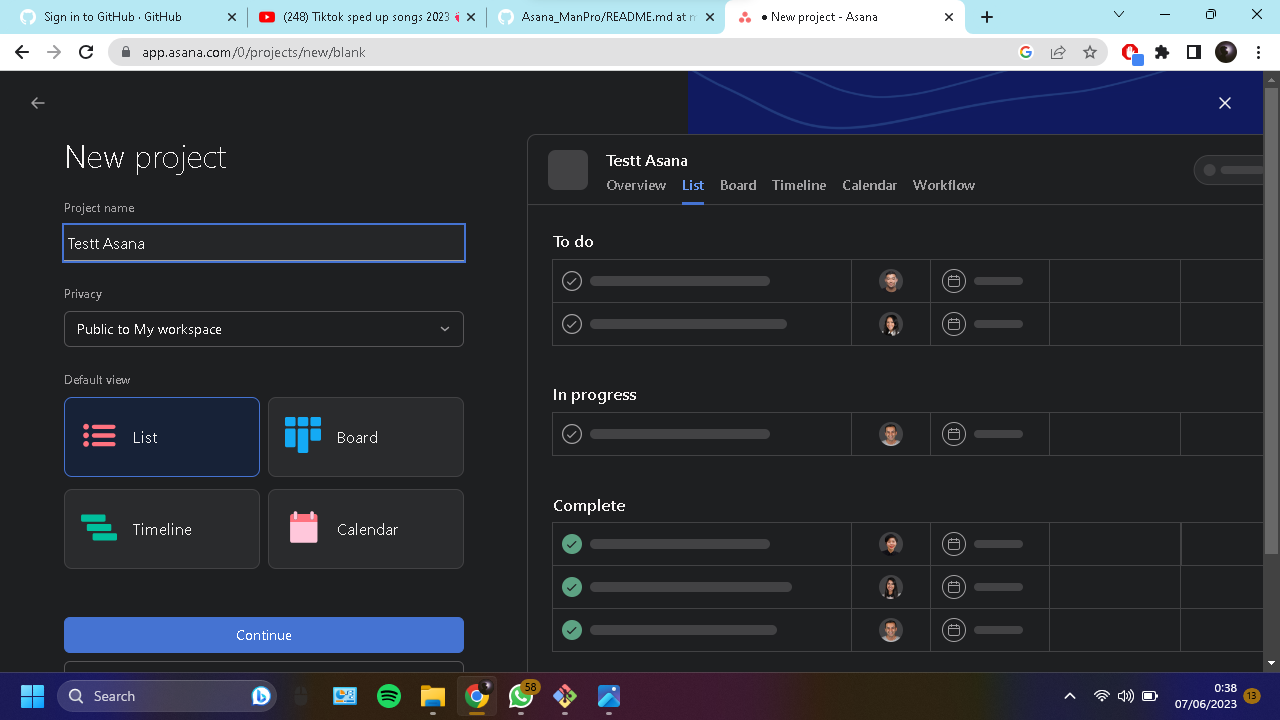 Sign in to GitHub · GitHub
(248) Tiktok sped up songs 2023
Asana_ManPro/README.md at
• New project - Asana
app.asana.com/0/projects/new/blank
New project
Project name
Testt Asana
Privacy
Public to My workspace
Default view
List
Board
Timeline
Calendar
Continue
Testt Asana
Overview
List
Board
Timeline
Calendar
Workflow
To do
In progress
Complete
Search
58
0:38
07/06/2023
13